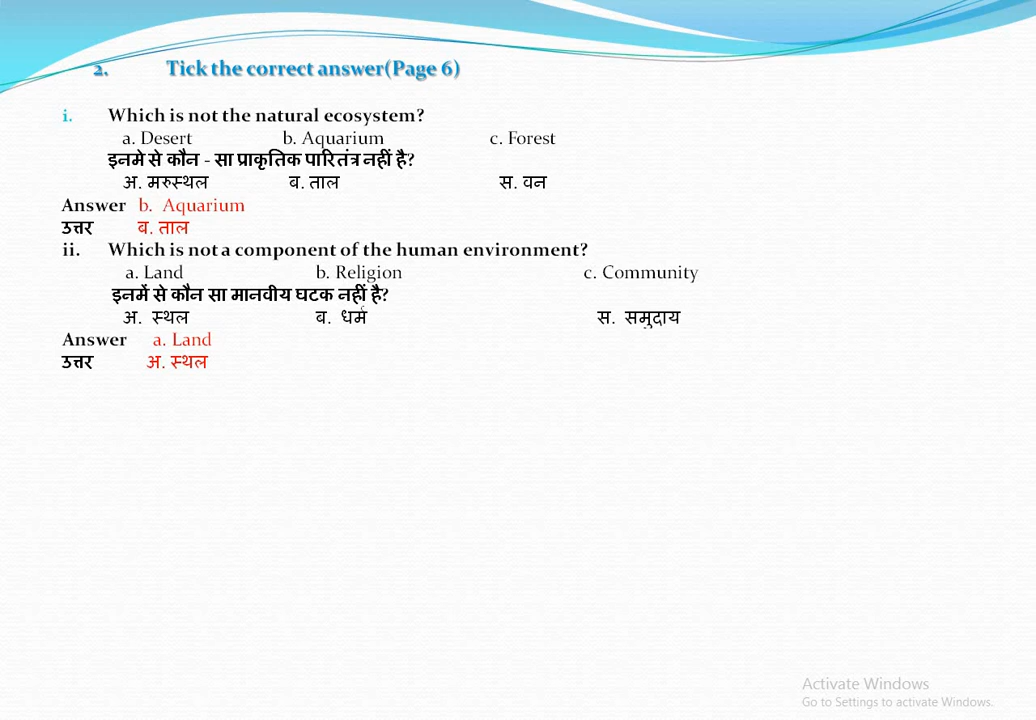 2. Tick the correct answer(Page 6)
i. Which is not the natural ecosystem?
a. Desert b. Aquarium c. Forest
इनमे से कौन - सा प्राकृतिक पारितंत्र नहीं है?
अ. मरुस्थल ब. ताल स. वन
Answer b. Aquarium
उत्तर ब. ताल
ii. Which is not a component of the human environment?
a. Land b. Religion c. Community
इनमें से कौन सा मानवीय घटक नहीं है?
अ. स्थल ब. धर्म स. समुदाय
Answer a. Land
उत्तर अ. स्थल
Activate Windows
Go to Settings to activate Windows.